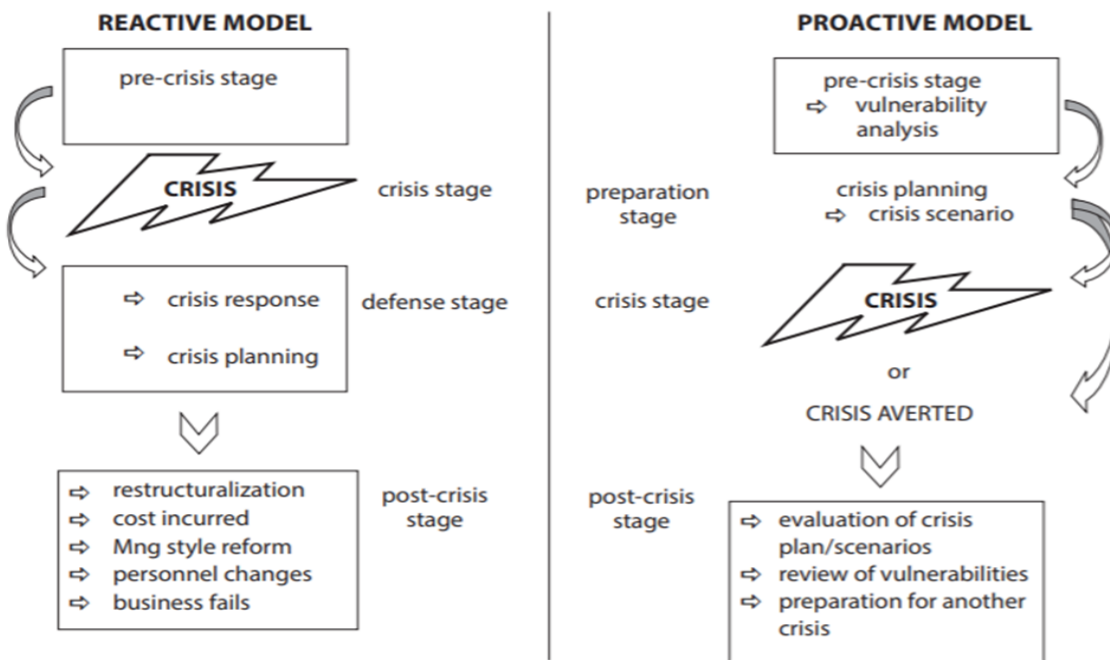 REACTIVE MODEL
pre-crisis stage
CRISIS
crisis stage
crisis response
defense stage
crisis planning
restructuralization
cost incurred
Mng style reform
personnel changes
business fails
post-crisis
stage
PROACTIVE MODEL
pre-crisis stage
vulnerability
analysis
preparation
stage
crisis planning
crisis scenario
crisis stage
CRISIS
or
CRISIS AVERTED
post-crisis
stage
evaluation of crisis
plan/scenarios
review of vulnerabilities
preparation for another
crisis